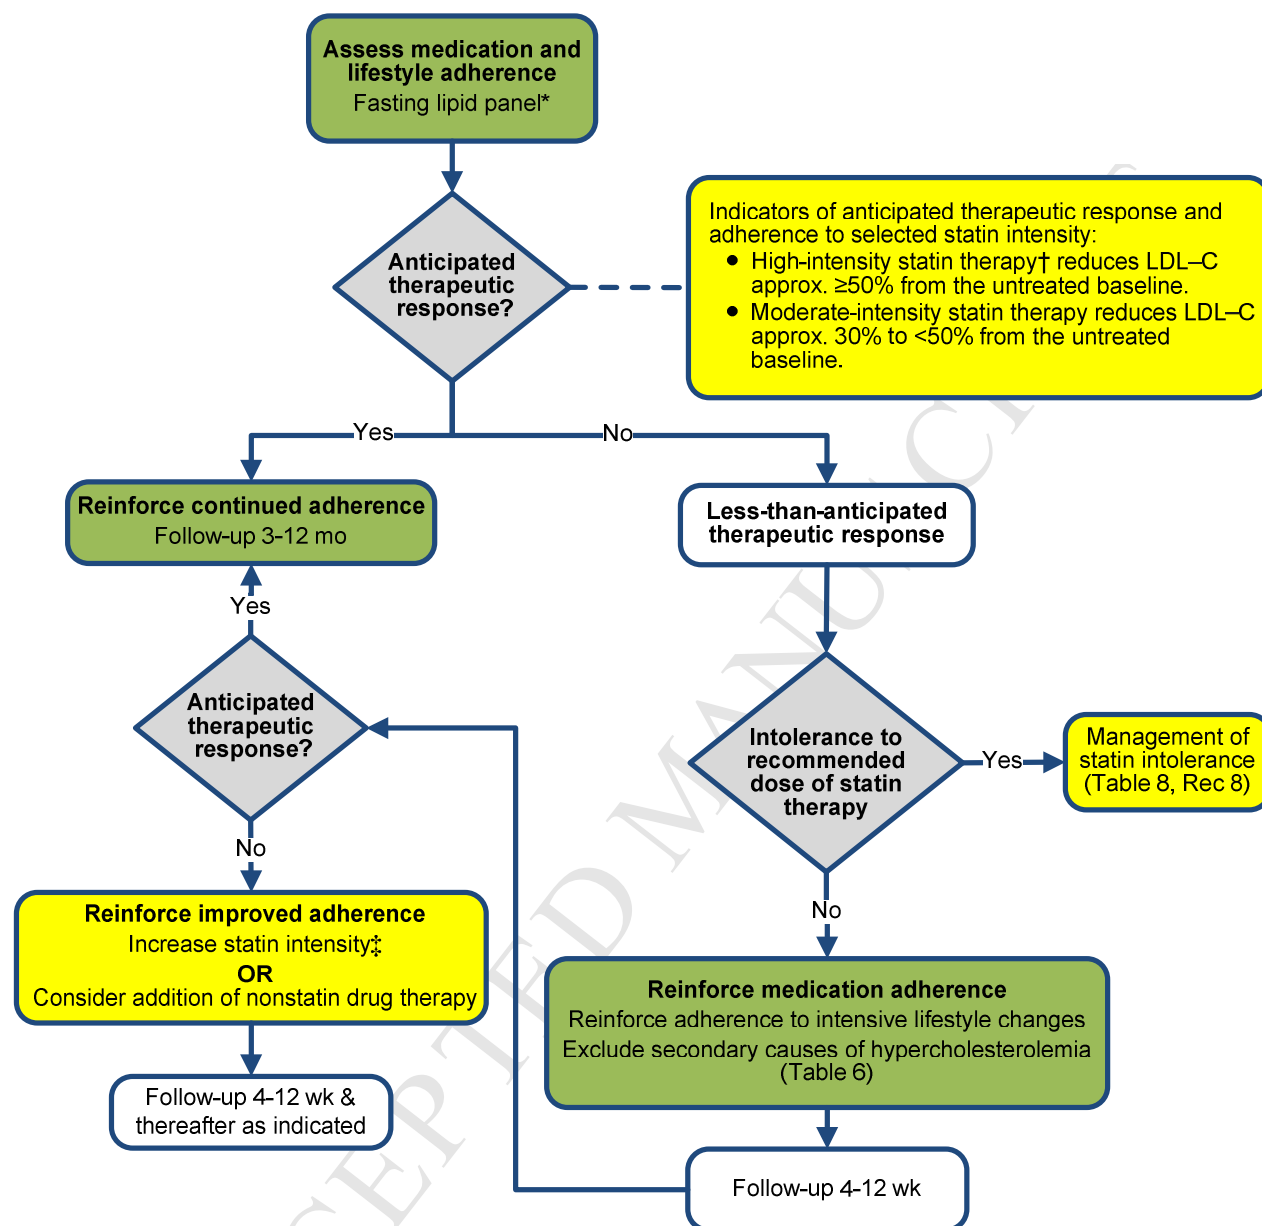 Assess medication and
lifestyle adherence
Fasting lipid panel*
Anticipated
therapeutic
response?
Indicators of anticipated therapeutic response and
adherence to selected statin intensity:
● High-intensity statin therapy† reduces LDL–C
approx. ≥50% from the untreated baseline.
● Moderate-intensity statin therapy reduces LDL–C
approx. 30% to <50% from the untreated
baseline.
Yes
No
Reinforce continued adherence
Follow-up 3-12 mo
Less-than-anticipated
therapeutic response
Yes
Anticipated
therapeutic
response?
Intolerance to
recommended
dose of statin
therapy
Yes
Management of
statin intolerance
(Table 8, Rec 8)
No
No
Reinforce improved adherence
Increase statin intensity‡
OR
Consider addition of nonstatin drug therapy
Reinforce medication adherence
Reinforce adherence to intensive lifestyle changes
Exclude secondary causes of hypercholesterolemia
(Table 6)
Follow-up 4-12 wk &
thereafter as indicated
Follow-up 4-12 wk
CEPTED MANUSCRIPT